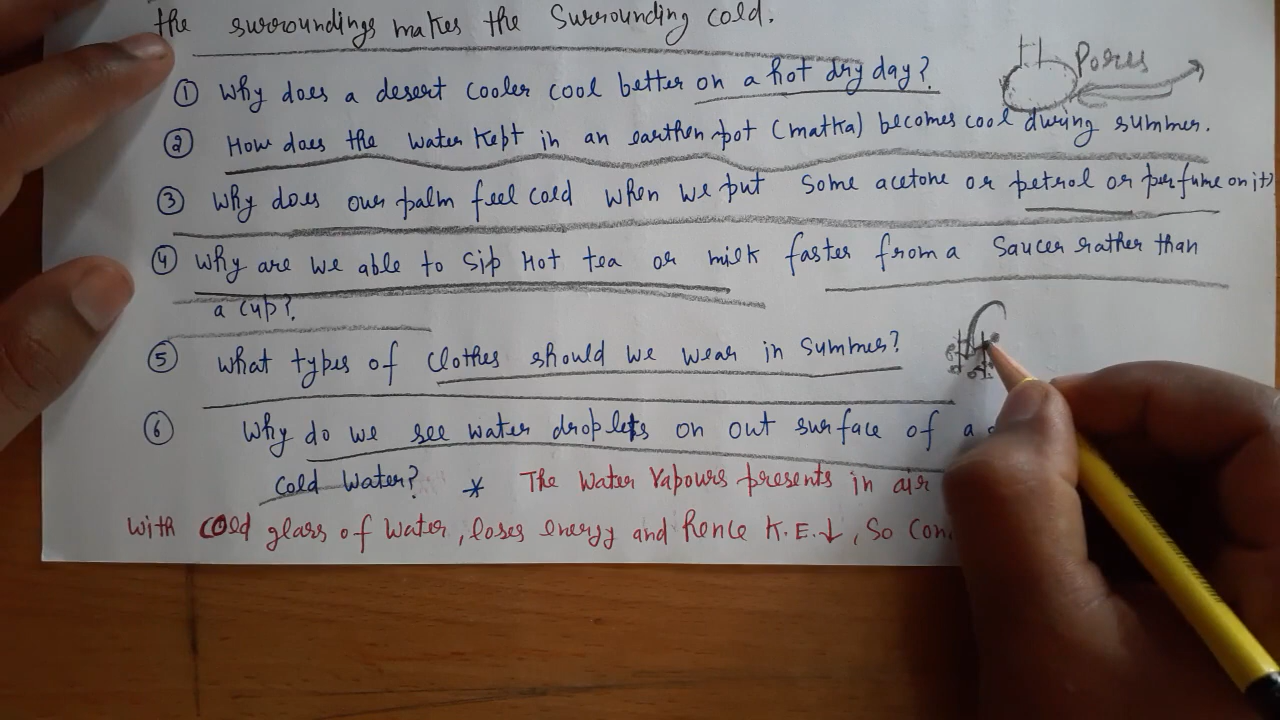 the surroundings makes the Surrounding cold.
① Why does a desert cooler cool better on a hot dry day?
Pores
② How does the water kept in an earthen pot (matka) becomes cool during summer.
③ Why does our palm feel cold when we put some acetone or petrol or perfume on it?
④ Why are we able to sip Hot tea or milk faster from a Saucer rather than
a cup?
⑤ What types of clothes should we wear in Summer?
⑥ Why do we see water droplets on out surface of a
cold Water? * The Water Vapours presents in air
with cold glass of Water, loses energy and hence K.E.↓, So